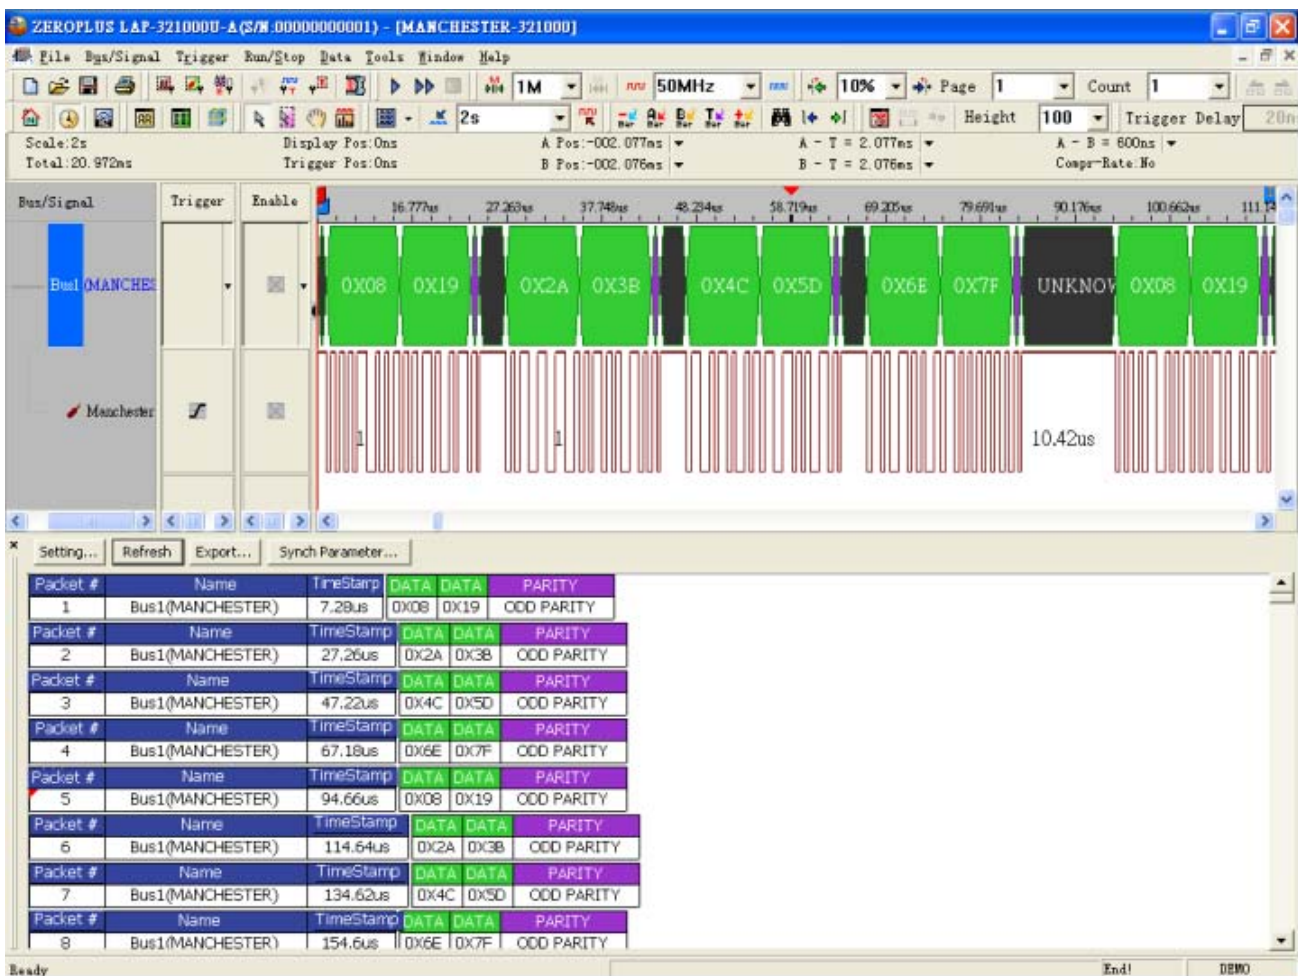 ZEROPLUS LAP-321000U-A(S/N:00000000001) - [MANCHESTER-321000]
File Bus/Signal Trigger Run/Stop Data Tools Window Help
1M 50MHz 10% Page 1 Count 1
2s Height 100 Trigger Delay 20n
Scale:2s Display Pos:0ns A Pos:-002.077ms A - T = 2.077ms A - B = 600ns
Total:20.972ms Trigger Pos:0ns B Pos:-002.076ms B - T = 2.076ms Compr-Rate:No
Bus/Signal Trigger Enable 16.777us 27.263us 37.748us 48.234us 58.719us 69.205us 79.691us 90.176us 100.662us 111.14
Bus1 (MANCHES 0X08 0X19 0X2A 0X3B 0X4C 0X5D 0X6E 0X7F UNKNOW 0X08 0X19
Manchester 1 1 10.42us
Setting... Refresh Export... Synch Parameter...
Packet # Name TimeStamp DATA DATA PARITY
1 Bus1(MANCHESTER) 7.28us 0X08 0X19 ODD PARITY
Packet # Name TimeStamp DATA DATA PARITY
2 Bus1(MANCHESTER) 27.26us 0X2A 0X3B ODD PARITY
Packet # Name TimeStamp DATA DATA PARITY
3 Bus1(MANCHESTER) 47.22us 0X4C 0X5D ODD PARITY
Packet # Name TimeStamp DATA DATA PARITY
4 Bus1(MANCHESTER) 67.18us 0X6E 0X7F ODD PARITY
Packet # Name TimeStamp DATA DATA PARITY
5 Bus1(MANCHESTER) 94.66us 0X08 0X19 ODD PARITY
Packet # Name TimeStamp DATA DATA PARITY
6 Bus1(MANCHESTER) 114.64us 0X2A 0X3B ODD PARITY
Packet # Name TimeStamp DATA DATA PARITY
7 Bus1(MANCHESTER) 134.62us 0X4C 0X5D ODD PARITY
Packet # Name TimeStamp DATA DATA PARITY
8 Bus1(MANCHESTER) 154.6us 0X6E 0X7F ODD PARITY
Ready End! DEMO